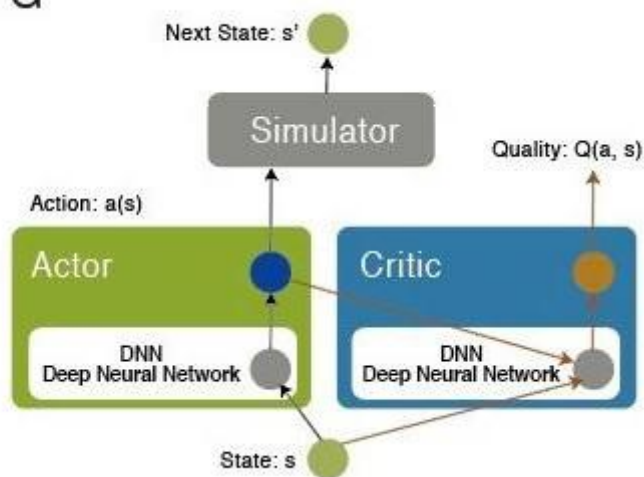 Next State: s'
Simulator
Quality: Q(a, s)
Action: a(s)
Actor
Critic
DNN
Deep Neural Network
DNN
Deep Neural Network
State: s